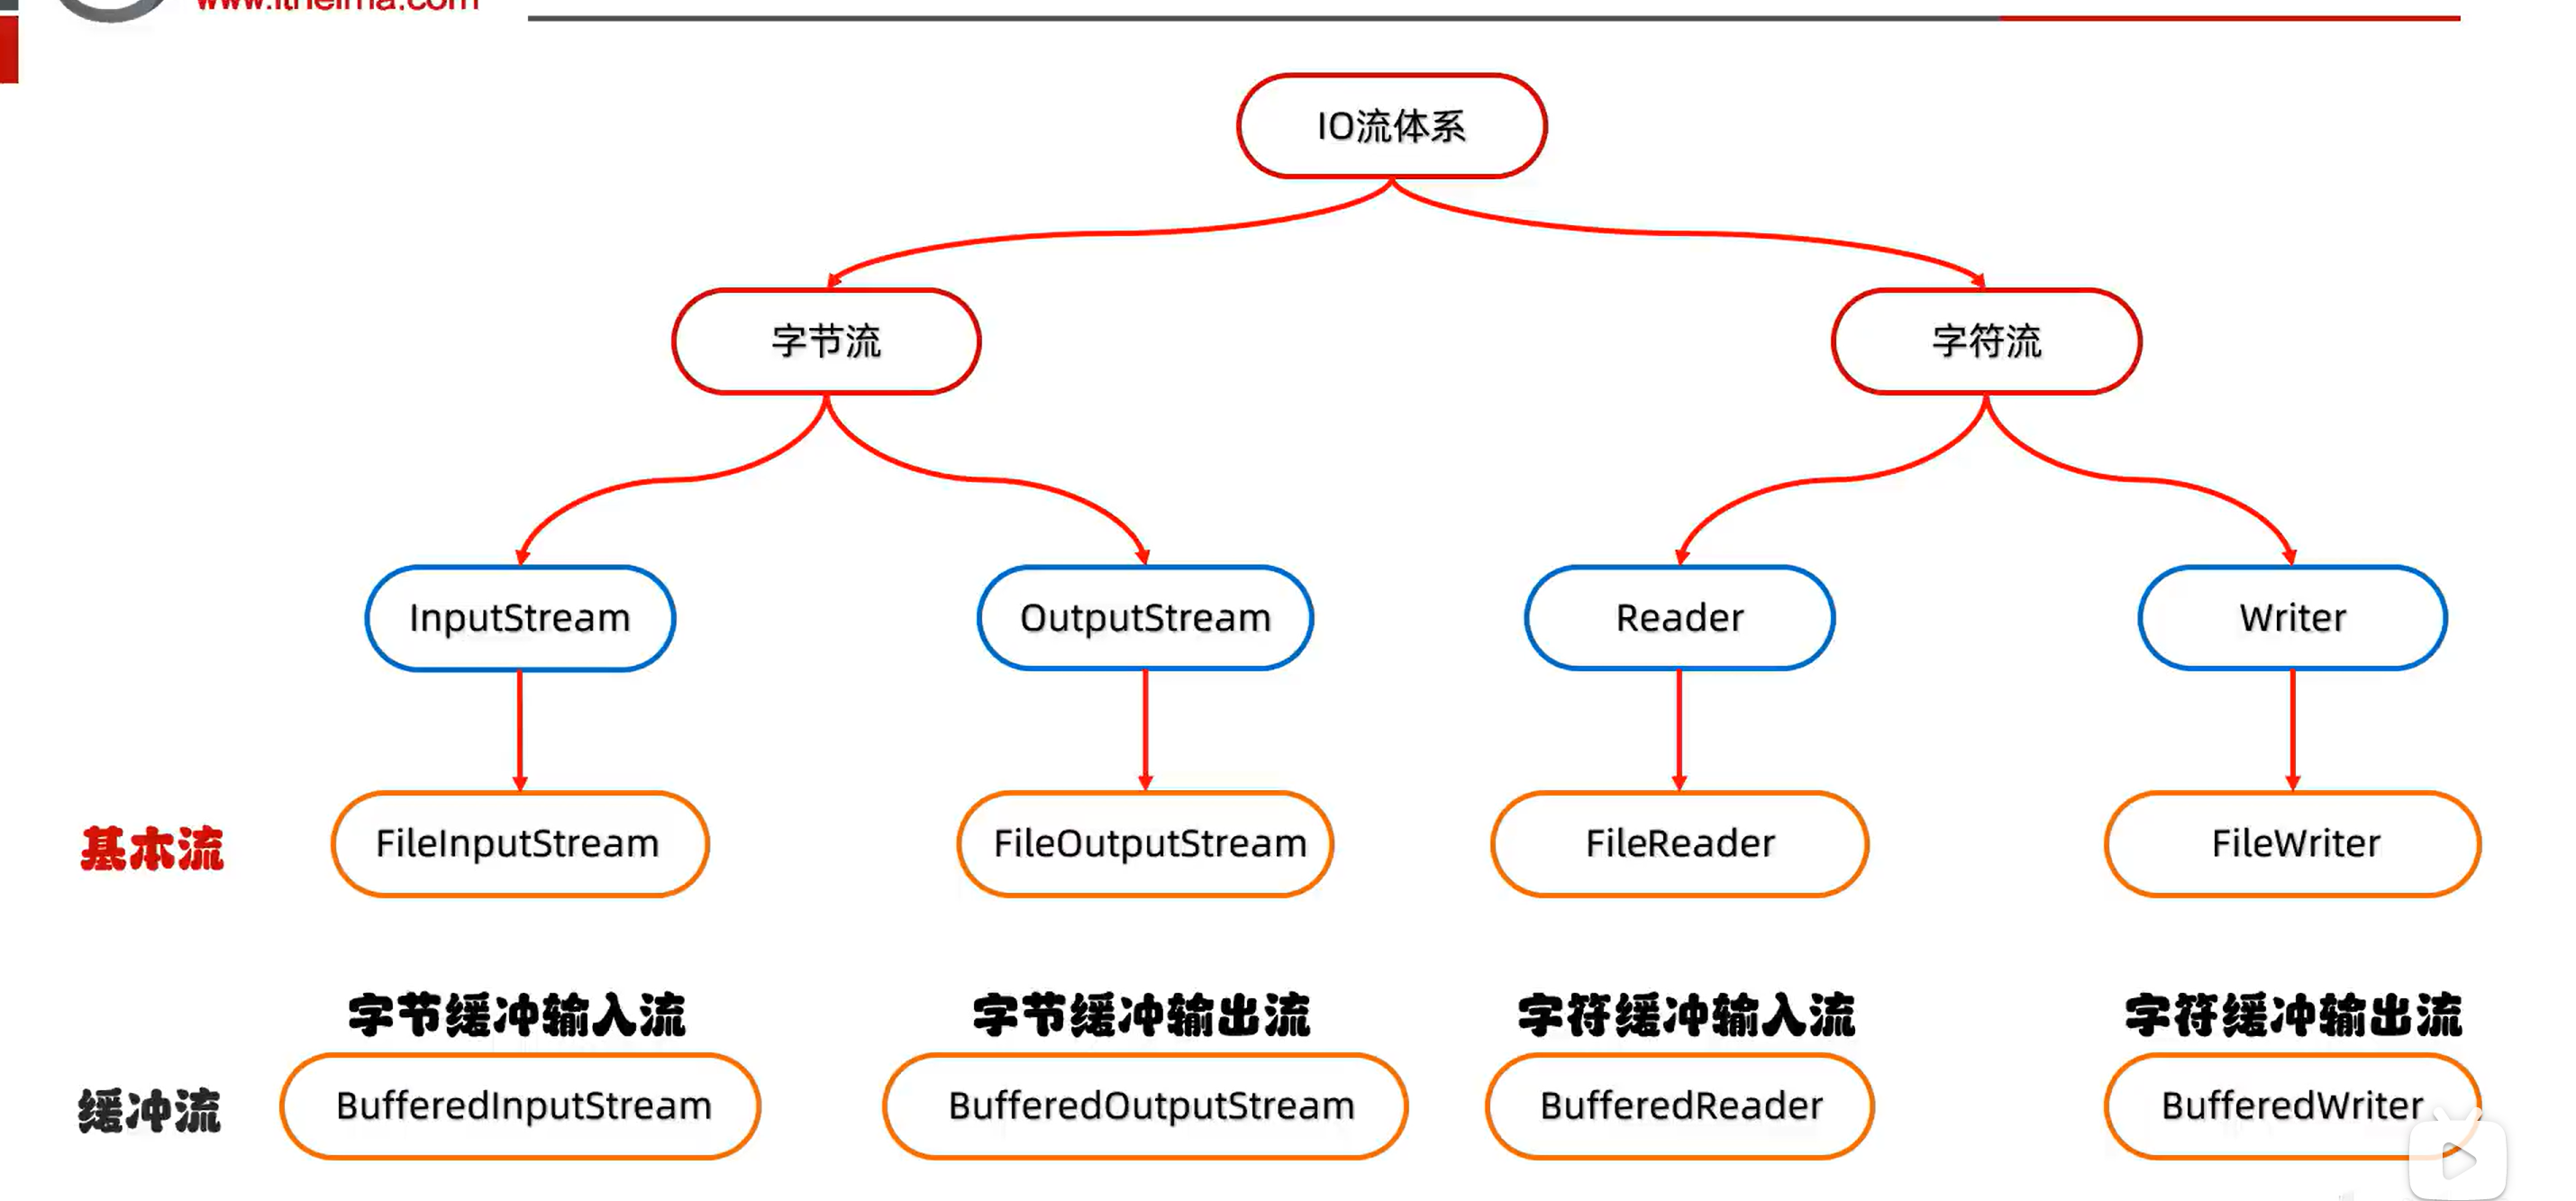 www.itheima.com
IO流体系
字节流
字符流
InputStream
OutputStream
Reader
Writer
基本流
FileInputStream
FileOutputStream
FileReader
FileWriter
字节缓冲输入流
字节缓冲输出流
字符缓冲输入流
字符缓冲输出流
缓冲流
BufferedInputStream
BufferedOutputStream
BufferedReader
BufferedWriter